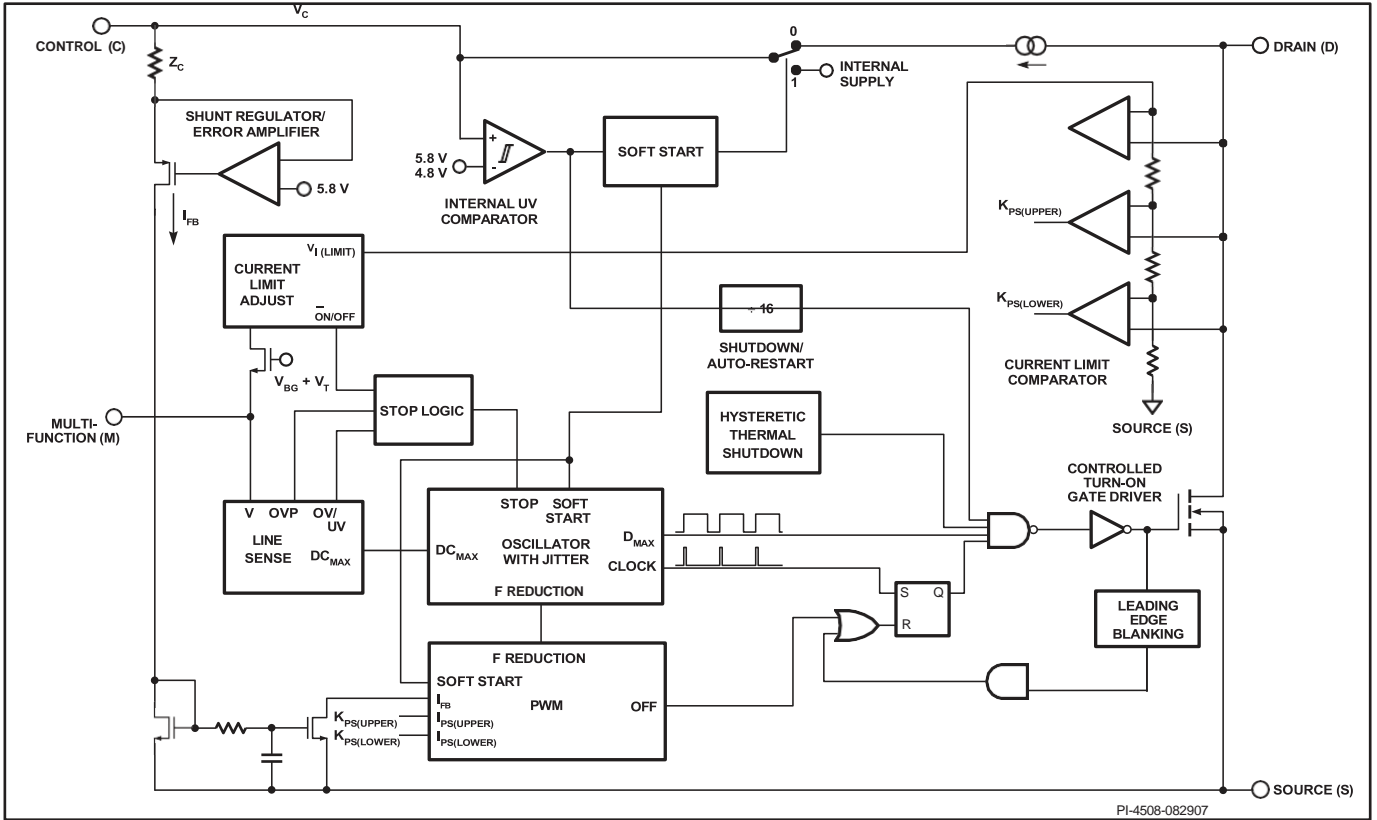 V_C
CONTROL (C)
Z_C
0
DRAIN (D)
INTERNAL
SUPPLY
1
SHUNT REGULATOR/
ERROR AMPLIFIER
5.8 V
I_FB
+
-
5.8 V
4.8 V
INTERNAL UV
COMPARATOR
SOFT START
K_PS(UPPER)
K_PS(LOWER)
CURRENT LIMIT
COMPARATOR
SOURCE (S)
V_I (LIMIT)
CURRENT
LIMIT
ADJUST
ON/OFF
V_BG + V_T
÷ 16
SHUTDOWN/
AUTO-RESTART
STOP LOGIC
MULTI-
FUNCTION (M)
HYSTERETIC
THERMAL
SHUTDOWN
CONTROLLED
TURN-ON
GATE DRIVER
V OVP OV/
UV
LINE
SENSE
DC_MAX
STOP SOFT
START
DC_MAX
OSCILLATOR
WITH JITTER
D_MAX
CLOCK
F REDUCTION
S Q
R
LEADING
EDGE
BLANKING
F REDUCTION
SOFT START
PWM
OFF
I_FB
K_PS(UPPER) I_PS(UPPER)
K_PS(LOWER) I_PS(LOWER)
SOURCE (S)
PI-4508-082907